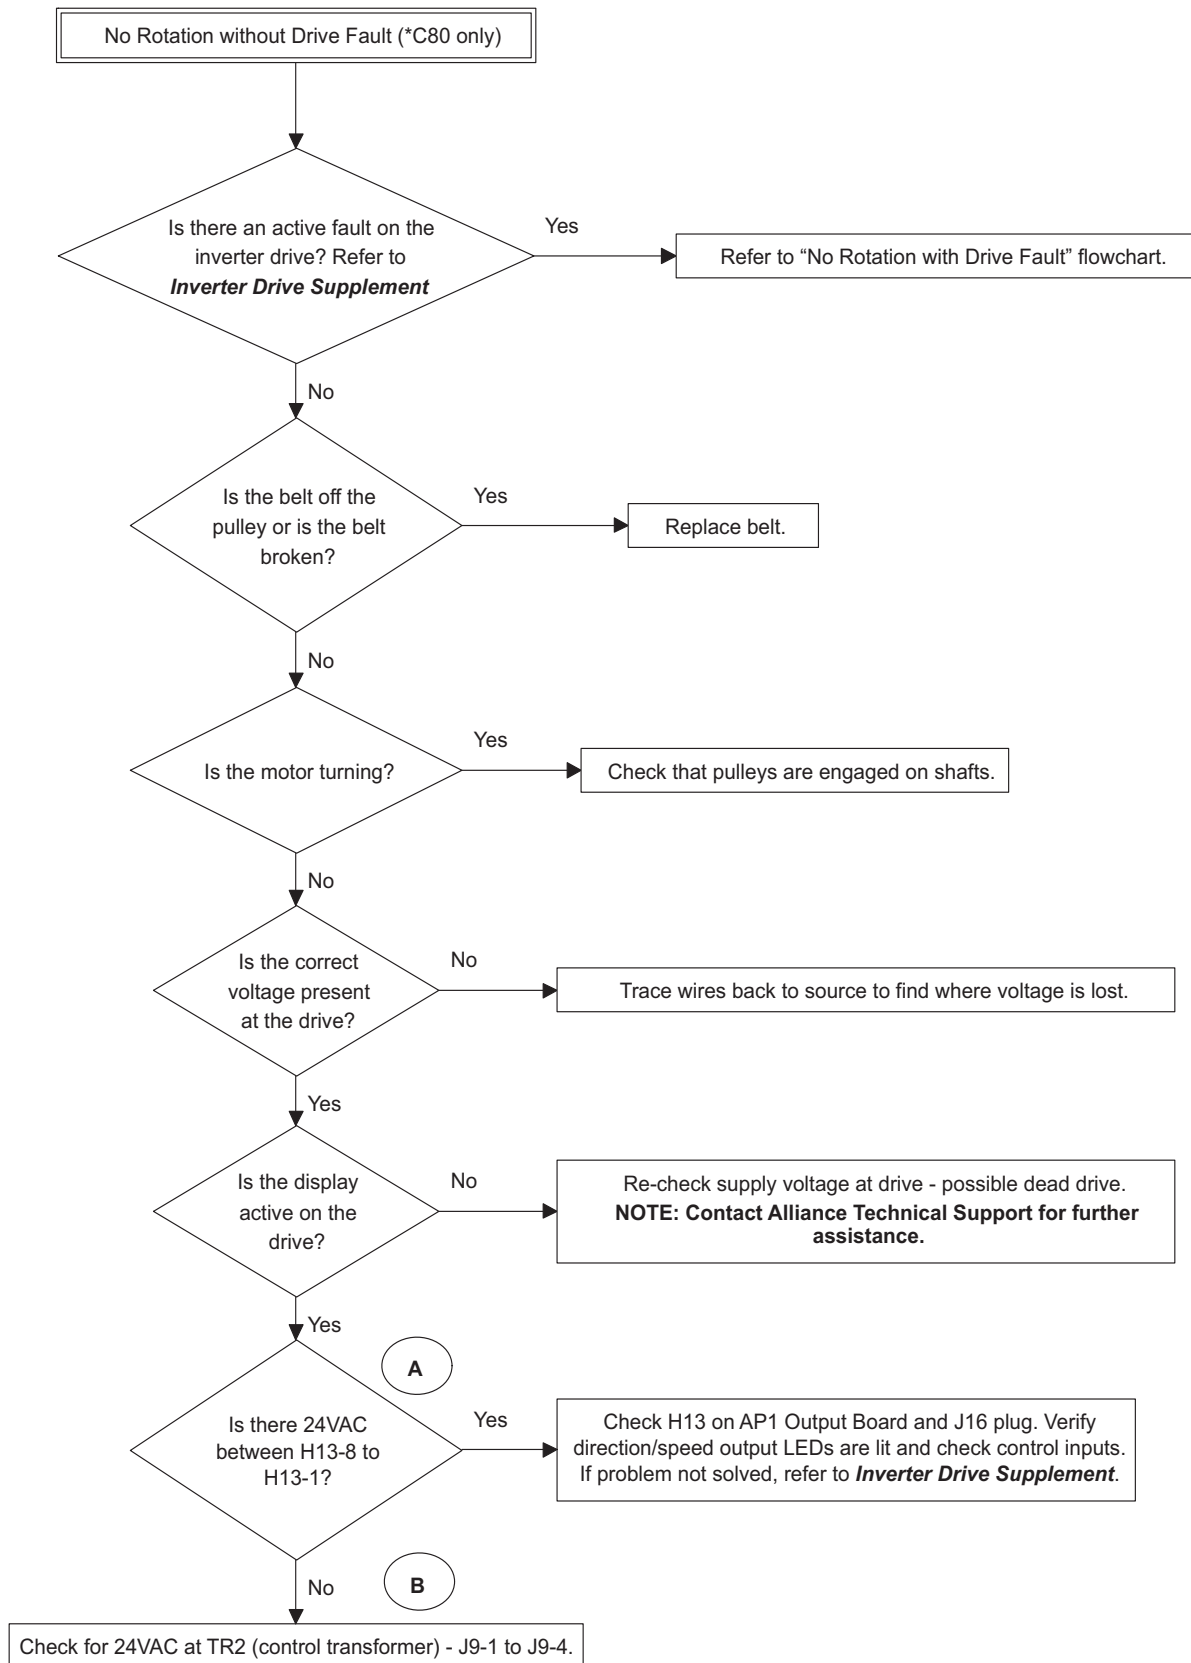 No Rotation without Drive Fault (*C80 only)
Is there an active fault on the
inverter drive? Refer to
Inverter Drive Supplement
Yes
Refer to “No Rotation with Drive Fault” flowchart.
No
Is the belt off the
pulley or is the belt
broken?
Yes
Replace belt.
No
Is the motor turning?
Yes
Check that pulleys are engaged on shafts.
No
Is the correct
voltage present
at the drive?
No
Trace wires back to source to find where voltage is lost.
Yes
Is the display
active on the
drive?
No
Re-check supply voltage at drive - possible dead drive.
NOTE: Contact Alliance Technical Support for further
assistance.
Yes
A
Is there 24VAC
between H13-8 to
H13-1?
Yes
Check H13 on AP1 Output Board and J16 plug. Verify
direction/speed output LEDs are lit and check control inputs.
If problem not solved, refer to Inverter Drive Supplement.
No
B
Check for 24VAC at TR2 (control transformer) - J9-1 to J9-4.